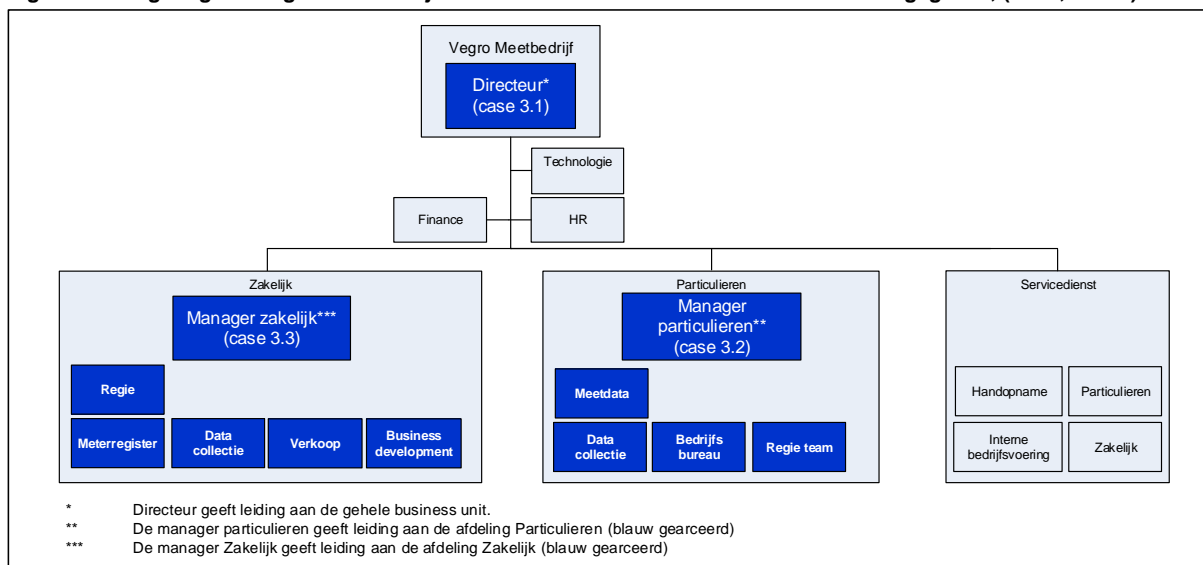 Vegro Meetbedrijf
Directeur*
(case 3.1)
Technologie
Finance
HR
Zakelijk
Manager zakelijk***
(case 3.3)
Regie
Meterregister
Data
collectie
Verkoop
Business
development
Particulieren
Manager
particulieren**
(case 3.2)
Meetdata
Data
collectie
Bedrijfs
bureau
Regie team
Servicedienst
Handopname
Particulieren
Interne
bedrijfsvoering
Zakelijk
* Directeur geeft leiding aan de gehele business unit.
** De manager particulieren geeft leiding aan de afdeling Particulieren (blauw gearceerd)
*** De manager Zakelijk geeft leiding aan de afdeling Zakelijk (blauw gearceerd)